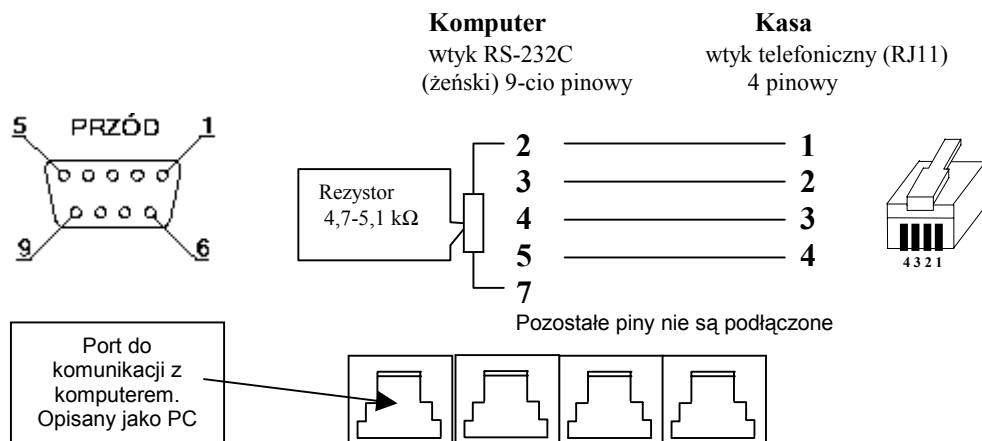 Komputer
wtyk RS-232C
(żeński) 9-cio pinowy
Kasa
wtyk telefoniczny (RJ11)
4 pinowy
5 PRZÓD 1
9 6
Rezystor
4,7-5,1 kΩ
2 1
3 2
4 3
5 4
7
4 3 2 1
Pozostałe piny nie są podłączone
Port do
komunikacji z
komputerem.
Opisany jako PC